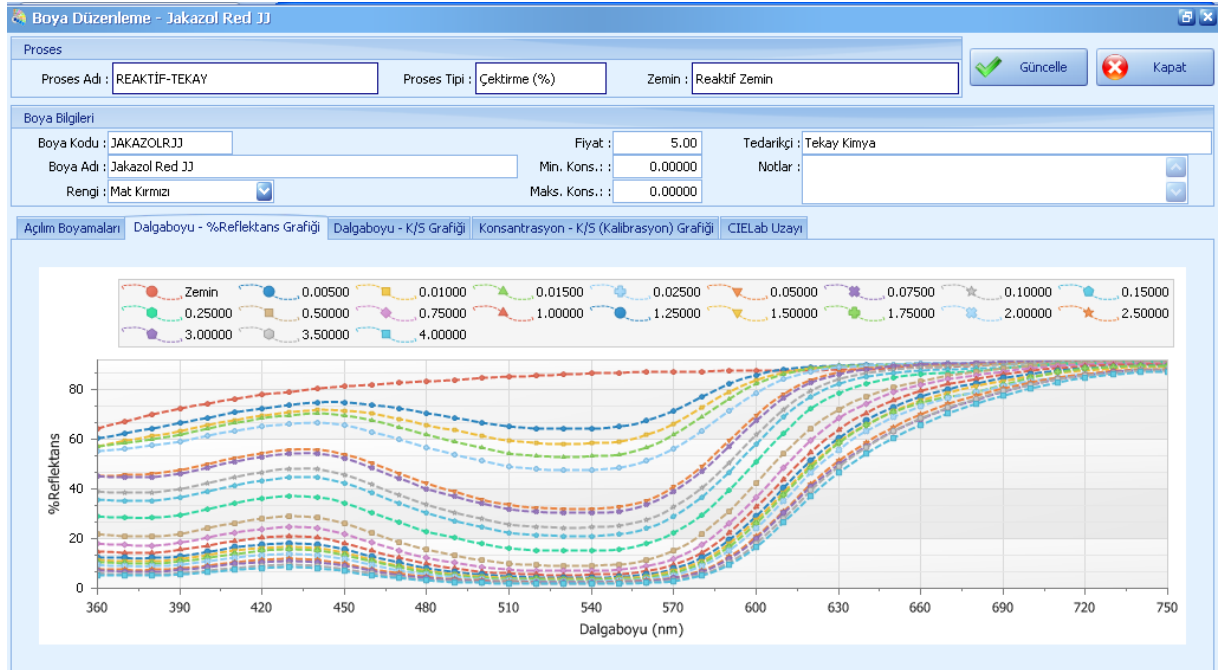 Boya Düzenleme - Jakazol Red JJ
Proses
Proses Adı : REAKTİF-TEKAY Proses Tipi : Çektirme (%) Zemin : Reaktif Zemin Güncelle Kapat
Boya Bilgileri
Boya Kodu : JAKAZOLRJJ Fiyat : 5.00 Tedarikçi : Tekay Kimya
Boya Adı : Jakazol Red JJ Min. Kons.: : 0.00000 Notlar :
Rengi : Mat Kırmızı Maks. Kons.: : 0.00000
Açılım Boyamaları Dalgaboyu - %Reflektans Grafiği Dalgaboyu - K/S Grafiği Konsantrasyon - K/S (Kalibrasyon) Grafiği CIELab Uzayı
Zemin 0.00500 0.01000 0.01500 0.02500 0.05000 0.07500 0.10000 0.15000
0.25000 0.50000 0.75000 1.00000 1.25000 1.50000 1.75000 2.00000 2.50000
3.00000 3.50000 4.00000
%Reflektans
80
60
40
20
0
360 390 420 450 480 510 540 570 600 630 660 690 720 750
Dalgaboyu (nm)